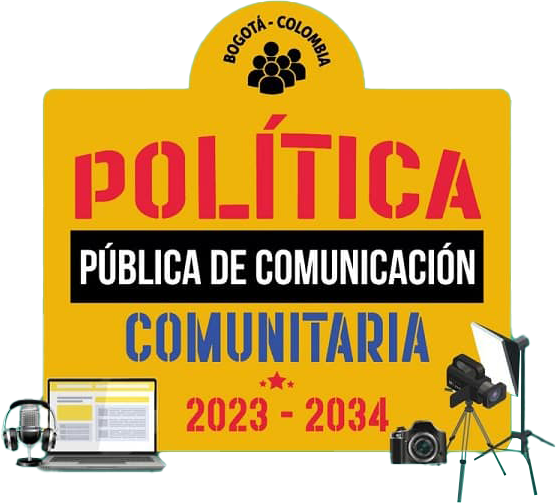 BOGOTÁ - COLOMBIA
POLÍTICA
PÚBLICA DE COMUNICACIÓN
COMUNITARIA
2023 - 2034